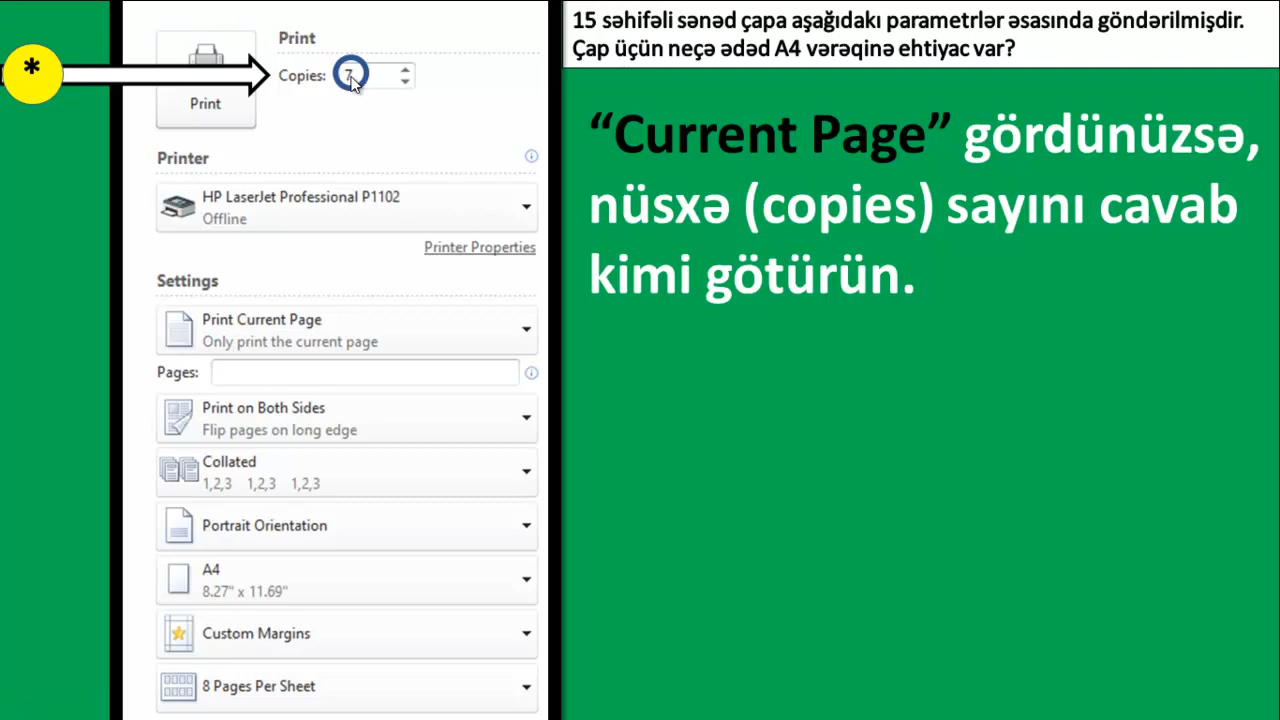 15 səhifəli sənəd çapa aşağıdakı parametrlər əsasında göndərilmişdir.
Çap üçün neçə ədəd A4 vərəqinə ehtiyac var?
*
Print
Print
Copies: 7
Printer
HP LaserJet Professional P1102
Offline
Printer Properties
Settings
Print Current Page
Only print the current page
Pages:
Print on Both Sides
Flip pages on long edge
Collated
1,2,3 1,2,3 1,2,3
Portrait Orientation
A4
8.27" x 11.69"
Custom Margins
8 Pages Per Sheet
“Current Page” gördünüzsə,
nüsxə (copies) sayını cavab
kimi götürün.